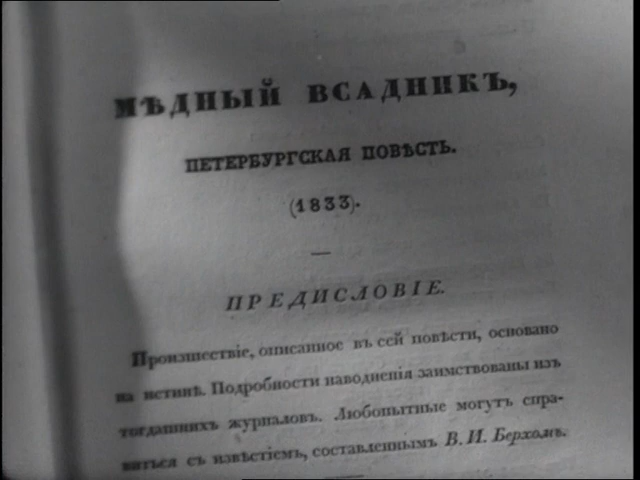 МѢДНЫЙ ВСАДНИКЪ,
ПЕТЕРБУРГСКАЯ ПОВѢСТЬ.
(1833).
ПРЕДИСЛОВІЕ.
Произшествіе, описанное въ сей повѣсти, основано
на истинѣ. Подробности наводненія заимствованы изъ
тогдашнихъ журналовъ. Любопытные могутъ спра-
виться съ извѣстіемъ, составленнымъ В. И. Берхомъ.